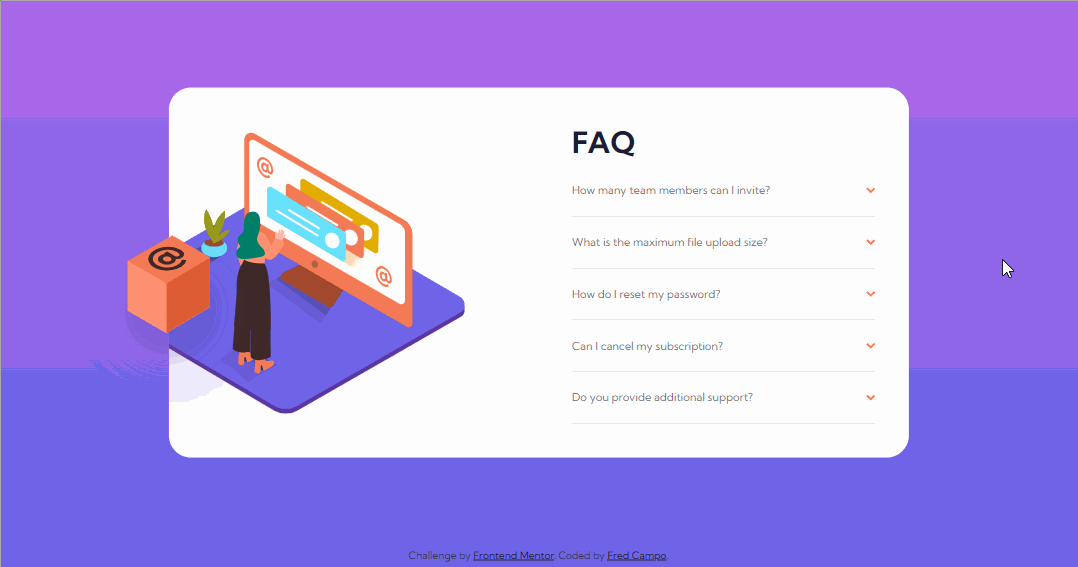 FAQ
How many team members can I invite?
What is the maximum file upload size?
How do I reset my password?
Can I cancel my subscription?
Do you provide additional support?
Challenge by Frontend Mentor. Coded by Fred Campo.